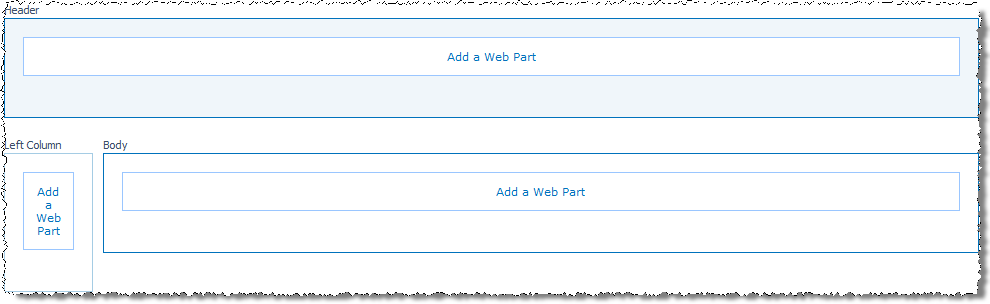 Header
Add a Web Part
Left Column
Body
Add
a
Web
Part
Add a Web Part